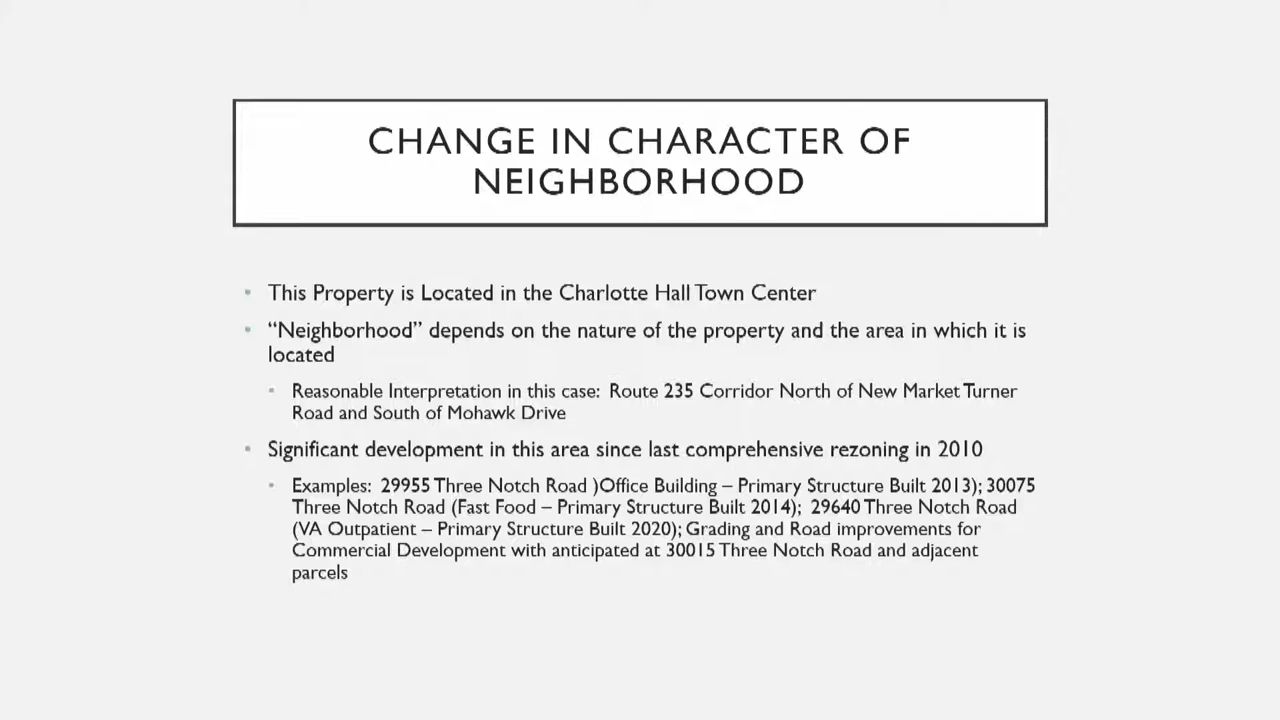 CHANGE IN CHARACTER OF
NEIGHBORHOOD
• This Property is Located in the Charlotte Hall Town Center
• “Neighborhood” depends on the nature of the property and the area in which it is
located
• Reasonable Interpretation in this case: Route 235 Corridor North of New Market Turner
Road and South of Mohawk Drive
• Significant development in this area since last comprehensive rezoning in 2010
• Examples: 29955 Three Notch Road )Office Building – Primary Structure Built 2013); 30075
Three Notch Road (Fast Food – Primary Structure Built 2014); 29640 Three Notch Road
(VA Outpatient – Primary Structure Built 2020); Grading and Road improvements for
Commercial Development with anticipated at 30015 Three Notch Road and adjacent
parcels